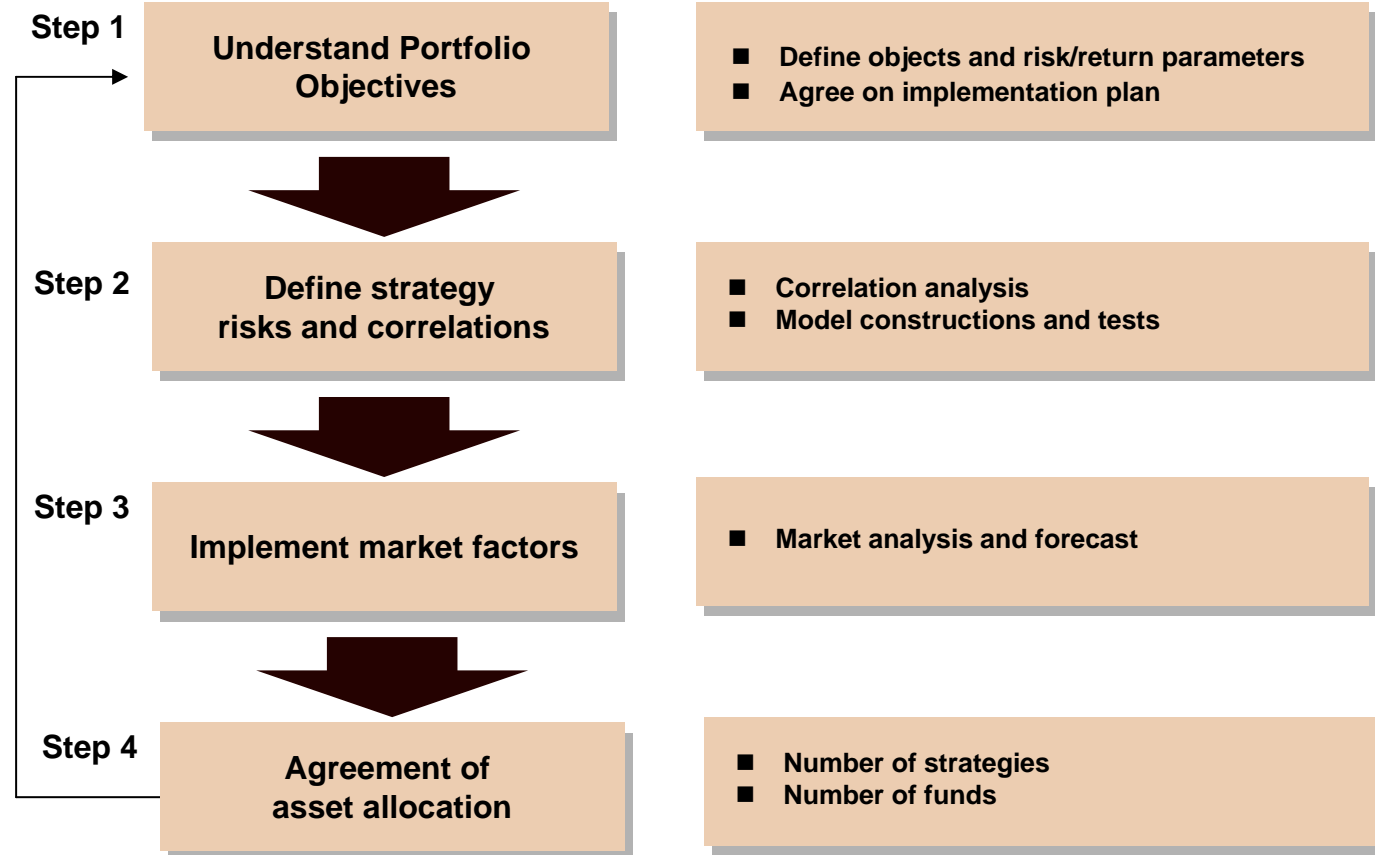 Step 1
Understand Portfolio
Objectives
■ Define objects and risk/return parameters
■ Agree on implementation plan
Step 2
Define strategy
risks and correlations
■ Correlation analysis
■ Model constructions and tests
Step 3
Implement market factors
■ Market analysis and forecast
Step 4
Agreement of
asset allocation
■ Number of strategies
■ Number of funds